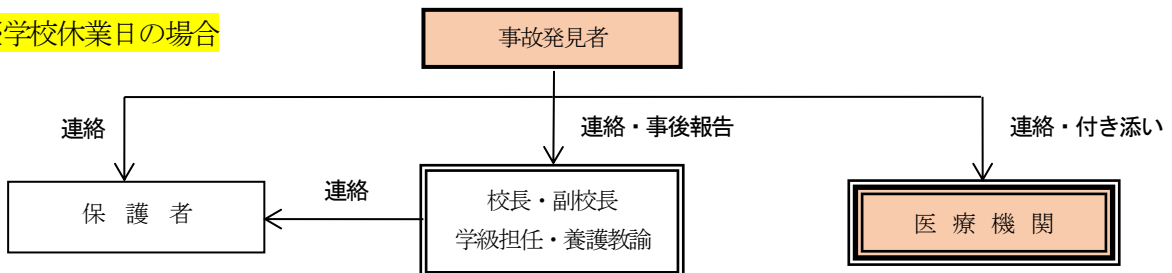 学校休業日の場合
事故発見者
連絡
連絡・事後報告
連絡・付き添い
保護者
連絡
校長・副校長
学級担任・養護教諭
医療機関